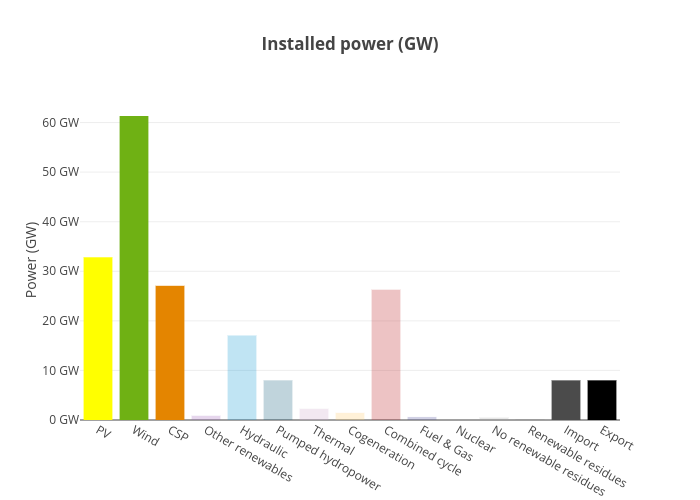 Installed power (GW)
Power (GW)
60 GW
50 GW
40 GW
30 GW
20 GW
10 GW
0 GW
PV
Wind
CSP
Other renewables
Hydraulic
Pumped hydropower
Thermal
Cogeneration
Combined cycle
Fuel & Gas
Nuclear
No renewable residues
Renewable residues
Import
Export